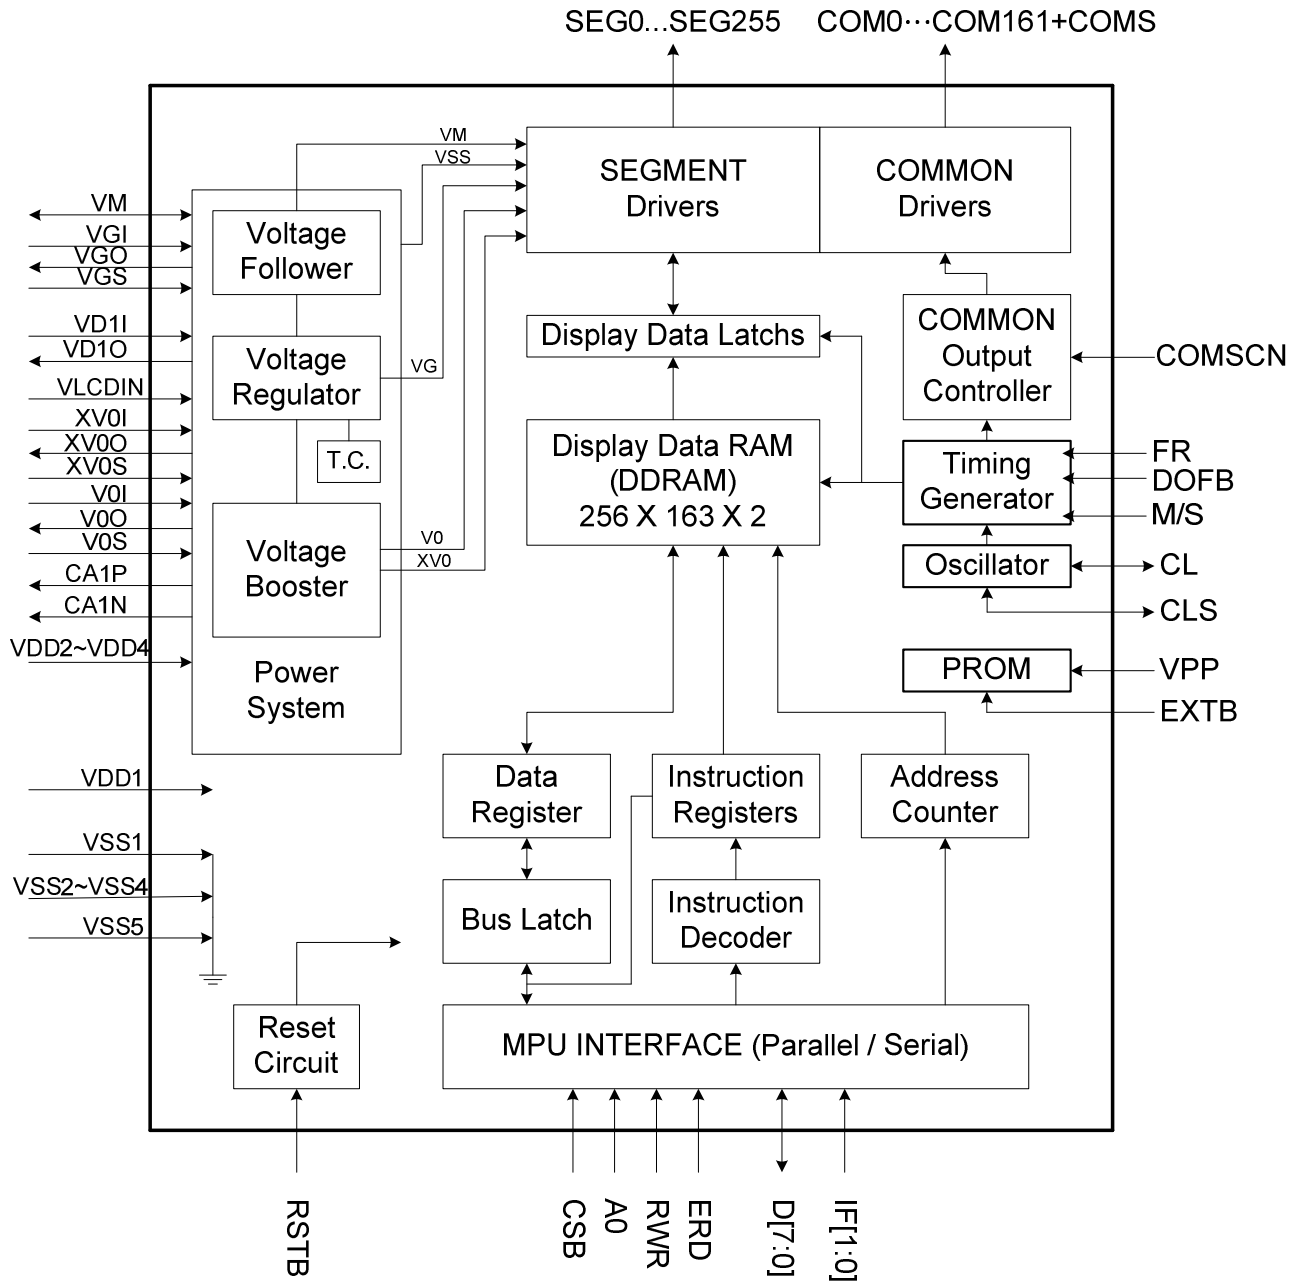 SEG0...SEG255
COM0···COM161+COMS
VM
VSS
SEGMENT
Drivers
COMMON
Drivers
VM
VGI
VGO
VGS
VD1I
VD1O
VLCDIN
XV0I
XV0O
XV0S
V0I
V0O
V0S
CA1P
CA1N
VDD2~VDD4
VDD1
VSS1
VSS2~VSS4
VSS5
Voltage
Follower
Voltage
Regulator
VG
T.C.
Voltage
Booster
V0
XV0
Power
System
Display Data Latchs
Display Data RAM
(DDRAM)
256 X 163 X 2
COMMON
Output
Controller
COMSCN
Timing
Generator
FR
DOFB
M/S
Oscillator
CL
CLS
PROM
VPP
EXTB
Data
Register
Instruction
Registers
Address
Counter
Bus Latch
Instruction
Decoder
Reset
Circuit
MPU INTERFACE (Parallel / Serial)
RSTB
CSB
A0
RWR
ERD
D[7:0]
IF[1:0]